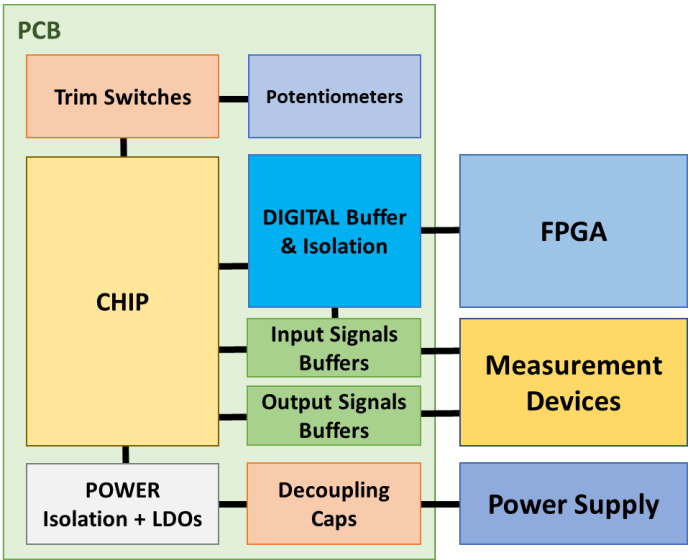 PCB
Trim Switches
Potentiometers
CHIP
DIGITAL Buffer
& Isolation
FPGA
Input Signals
Buffers
Output Signals
Buffers
Measurement
Devices
POWER
Isolation + LDOs
Decoupling
Caps
Power Supply